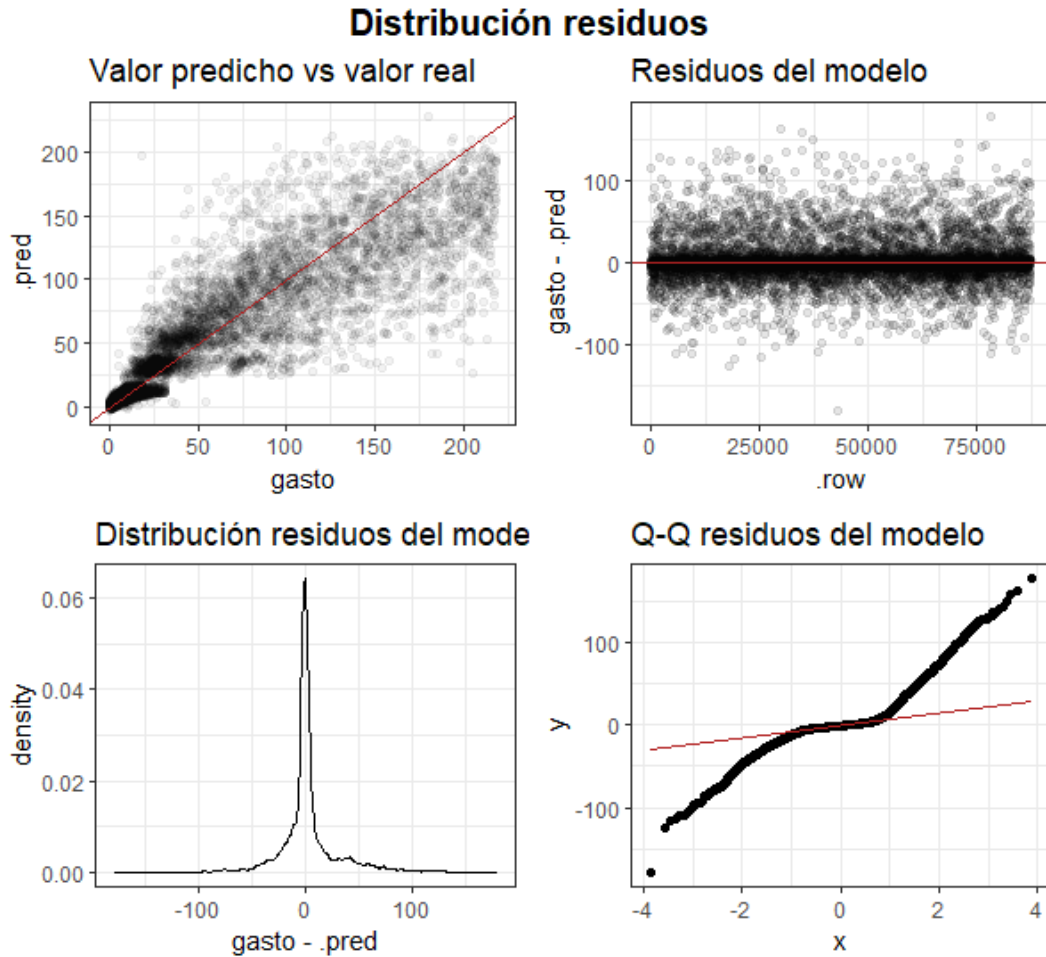 Distribución residuos
Valor predicho vs valor real
.pred
200
150
100
50
0
0
50
100
150
200
gasto
Residuos del modelo
gasto - .pred
100
0
-100
0
25000
50000
75000
.row
Distribución residuos del mode
density
0.06
0.04
0.02
0.00
-100
0
100
gasto - .pred
Q-Q residuos del modelo
y
100
0
-100
-4
-2
0
2
4
x